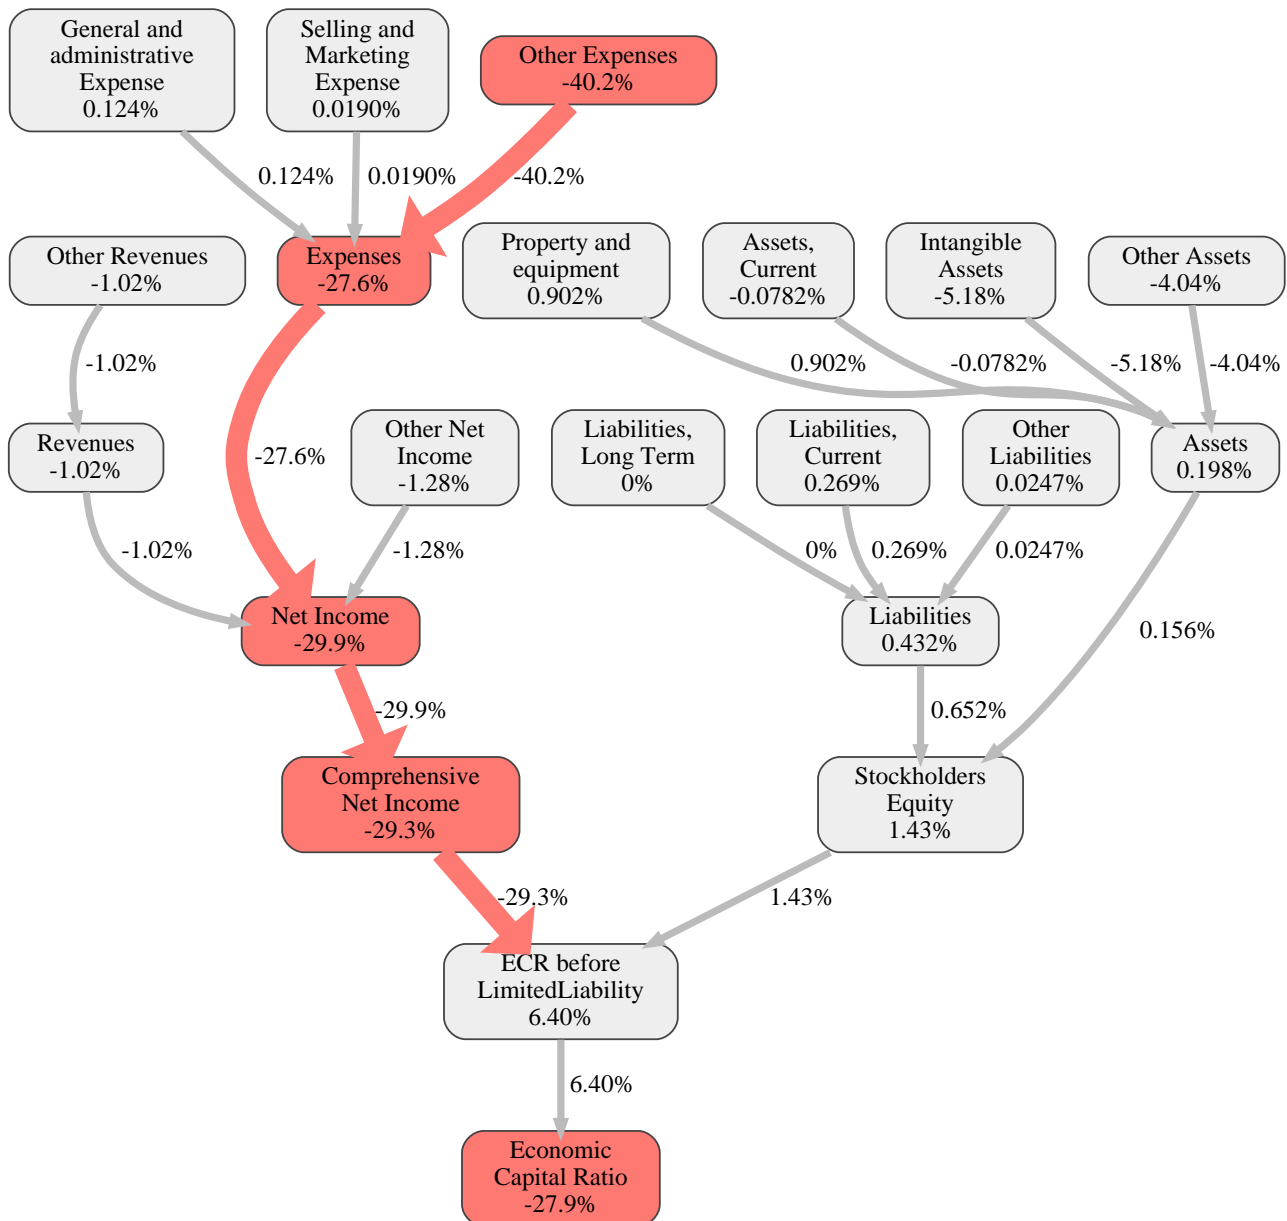 General and
administrative
Expense
0.124%
Selling and
Marketing
Expense
0.0190%
Other Expenses
-40.2%
0.124%
0.0190%
-40.2%
Other Revenues
-1.02%
Expenses
-27.6%
Property and
equipment
0.902%
Assets,
Current
-0.0782%
Intangible
Assets
-5.18%
Other Assets
-4.04%
-1.02%
0.902%
-0.0782%
-5.18%
-4.04%
Revenues
-1.02%
-27.6%
Other Net
Income
-1.28%
Liabilities,
Long Term
0%
Liabilities,
Current
0.269%
Other
Liabilities
0.0247%
Assets
0.198%
-1.02%
-1.28%
0%
0.269%
0.0247%
Net Income
-29.9%
Liabilities
0.432%
0.156%
-29.9%
0.652%
Comprehensive
Net Income
-29.3%
Stockholders
Equity
1.43%
-29.3%
1.43%
ECR before
LimitedLiability
6.40%
6.40%
Economic
Capital Ratio
-27.9%